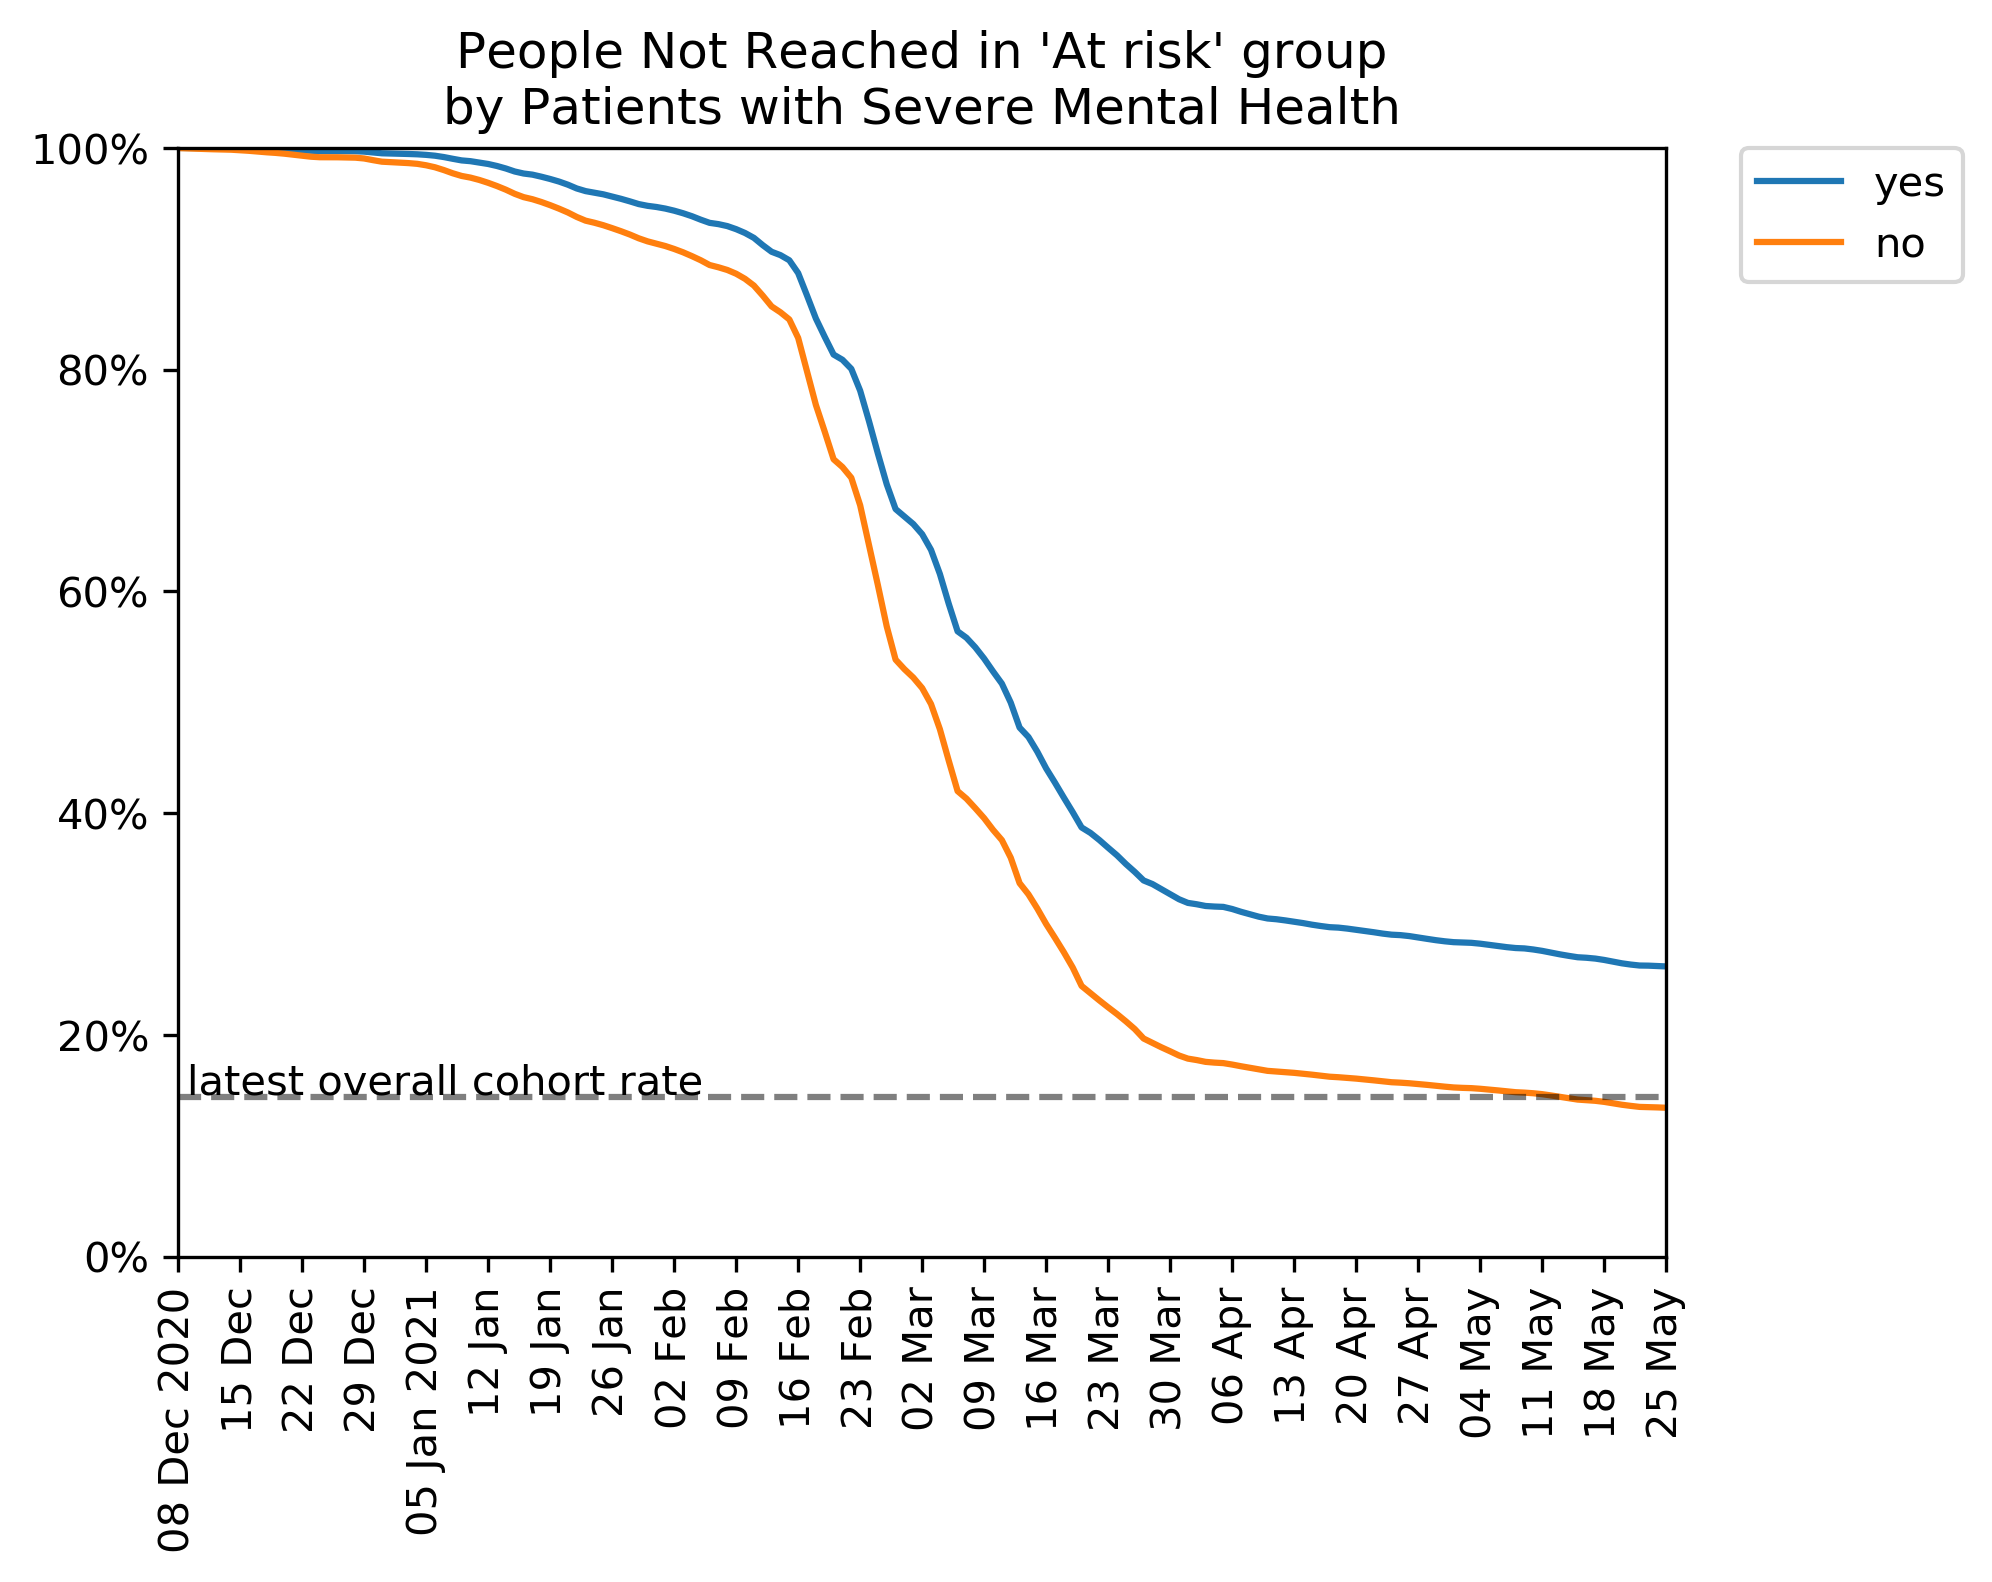 People Not Reached in 'At risk' group
by Patients with Severe Mental Health
100%
80%
60%
40%
20%
0%
yes
no
latest overall cohort rate
08 Dec 2020
15 Dec
22 Dec
29 Dec
05 Jan 2021
12 Jan
19 Jan
26 Jan
02 Feb
09 Feb
16 Feb
23 Feb
02 Mar
09 Mar
16 Mar
23 Mar
30 Mar
06 Apr
13 Apr
20 Apr
27 Apr
04 May
11 May
18 May
25 May